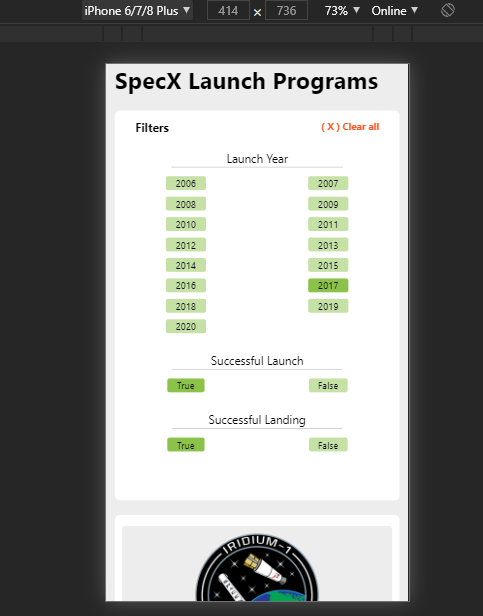 iPhone 6/7/8 Plus ▼ 414 × 736 73% ▼ Online ▼
SpecX Launch Programs
Filters ( X ) Clear all
Launch Year
2006 2007
2008 2009
2010 2011
2012 2013
2014 2015
2016 2017
2018 2019
2020
Successful Launch
True False
Successful Landing
True False
IRIDIUM-1